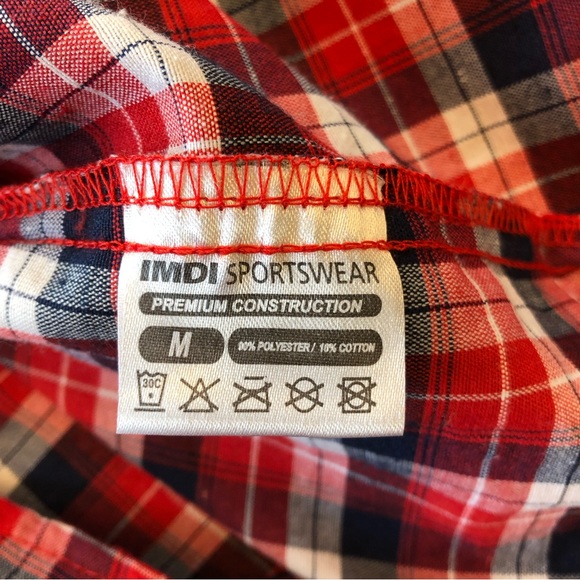 IMDI SPORTSWEAR
PREMIUM CONSTRUCTION
M
90% POLYESTER / 10% COTTON
30C